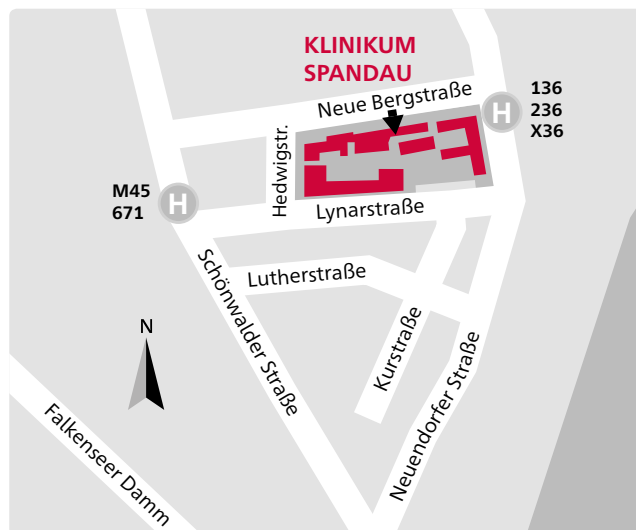 KLINIKUM
SPANDAU
Neue Bergstraße
H
136
236
X36
Hedwigstr.
M45
671
H
Lynarstraße
Schönwalder Straße
Lutherstraße
Kurstraße
Neuendorfer Straße
N
Falkenseer Damm